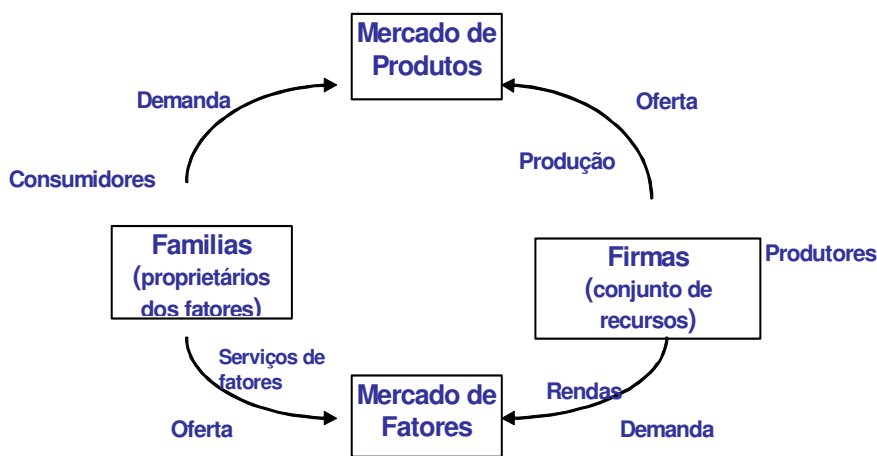 Mercado de
Produtos
Demanda
Oferta
Produção
Consumidores
Familias
(proprietários
dos fatores)
Firmas
(conjunto de
recursos)
Produtores
Serviços de
fatores
Oferta
Mercado de
Fatores
Rendas
Demanda